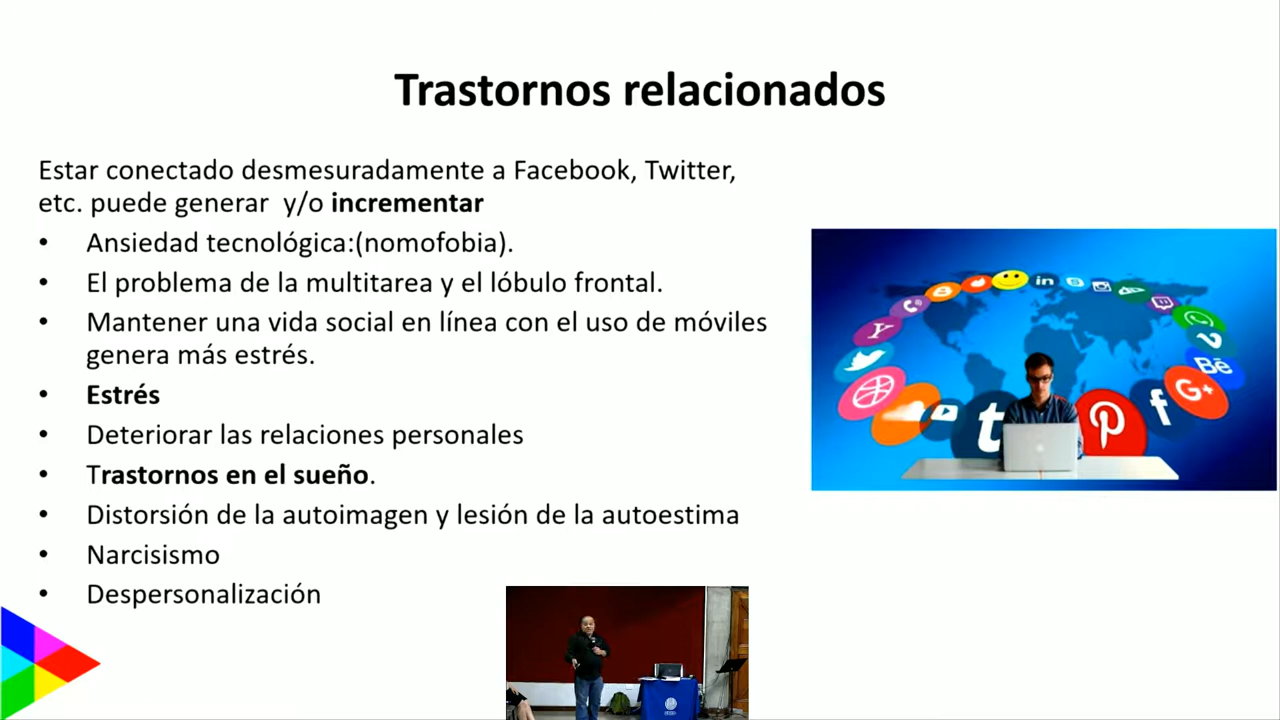 Trastornos relacionados
Estar conectado desmesuradamente a Facebook, Twitter,
etc. puede generar  y/o incrementar
• Ansiedad tecnológica:(nomofobia).
• El problema de la multitarea y el lóbulo frontal.
• Mantener una vida social en línea con el uso de móviles
genera más estrés.
• Estrés
• Deteriorar las relaciones personales
• Trastornos en el sueño.
• Distorsión de la autoimagen y lesión de la autoestima
• Narcisismo
• Despersonalización
in
Bē
G+